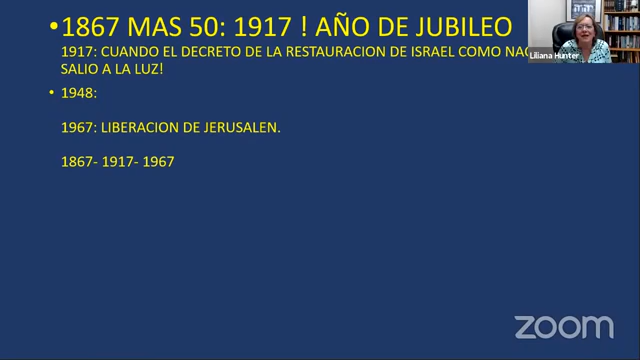 •1867 MAS 50: 1917 ! AÑO DE JUBILEO
1917: CUANDO EL DECRETO DE LA RESTAURACION DE ISRAEL COMO
SALIO A LA LUZ!
• 1948:
1967: LIBERACION DE JERUSALEN.
1867- 1917- 1967
Liliana Hunter
zoom